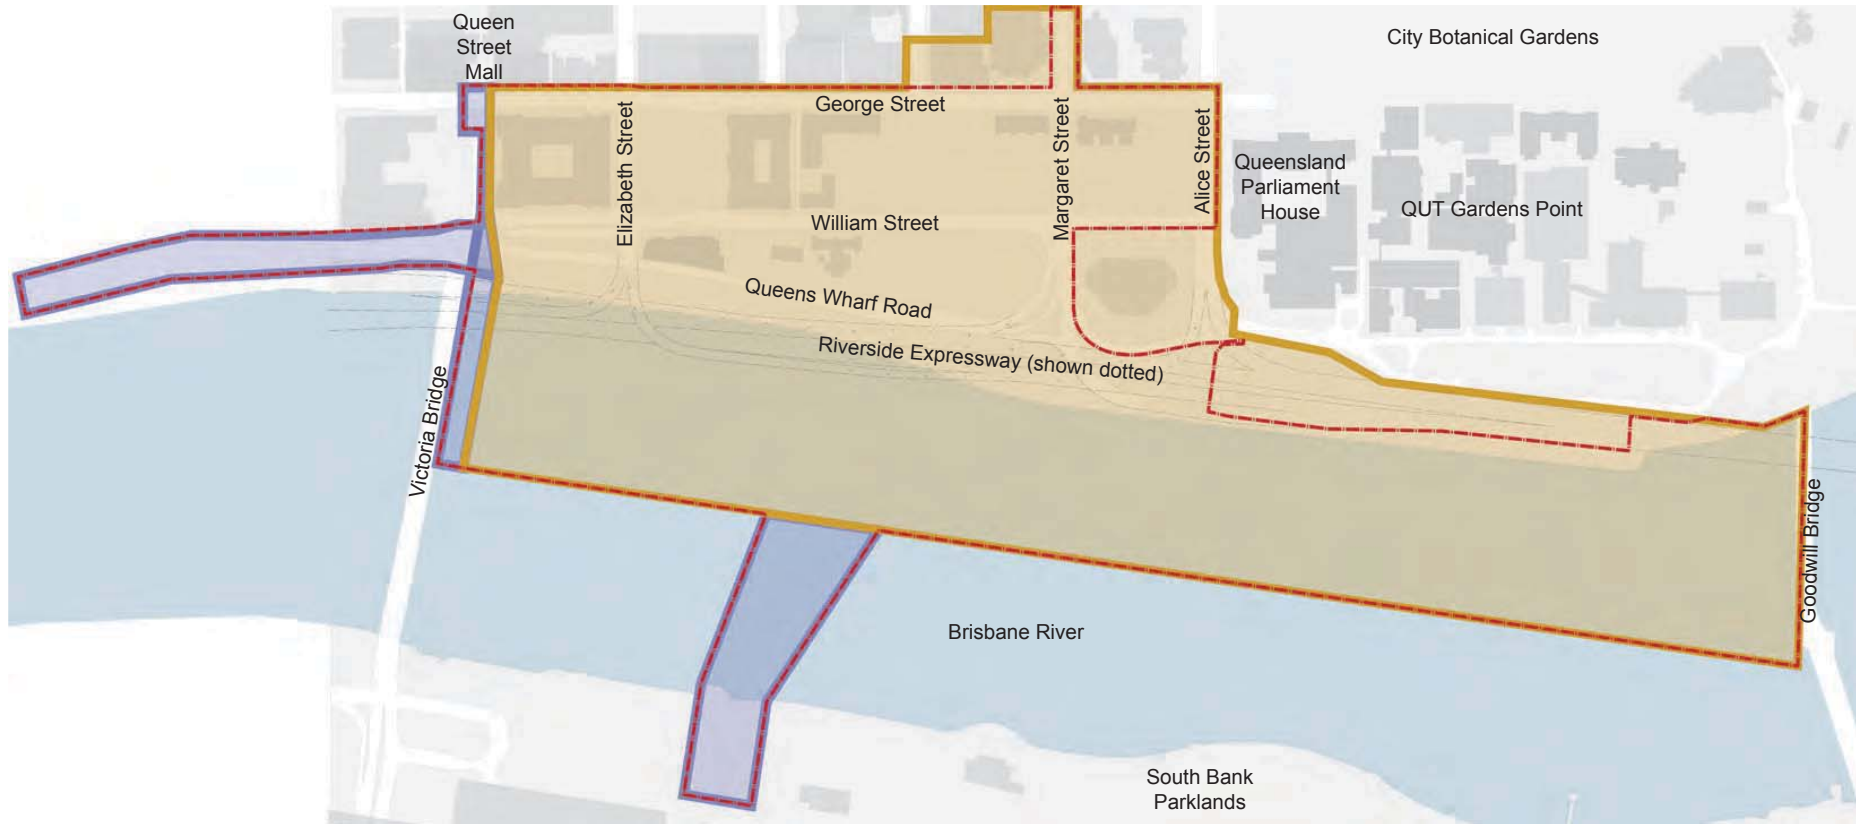 Queen
Street
Mall
City Botanical Gardens
George Street
Elizabeth Street
Margaret Street
Alice Street
Queensland
Parliament
House
QUT Gardens Point
William Street
Queens Wharf Road
Riverside Expressway (shown dotted)
Victoria Bridge
Goodwill Bridge
Brisbane River
South Bank
Parklands